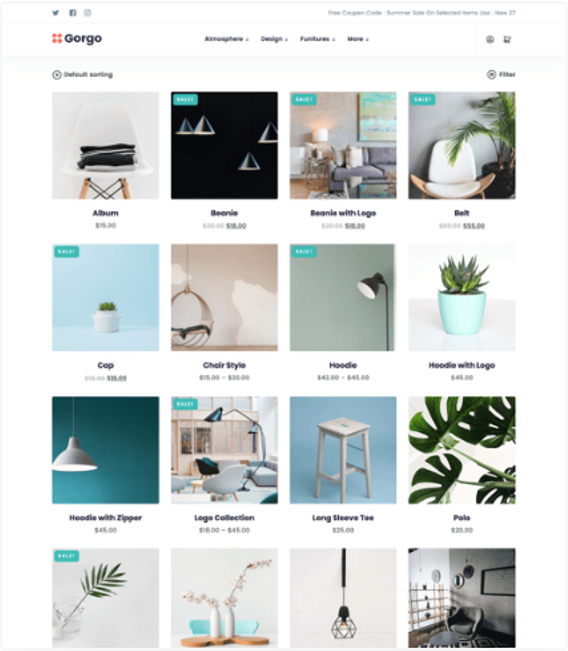 Free Coupon Code : Summer Sale On Selected Items Use : New 27
Gorgo
Atmosphere
Design
Funitures
More
Default sorting
Filter
SALE!
SALE!
SALE!
Album
Beanie
Beanie with Logo
Belt
$15.00
$20.00 $18.00
$20.00 $18.00
$65.00 $55.00
SALE!
SALE!
Cap
Chair Style
Hoodie
Hoodie with Logo
$18.00 $16.00
$15.00 – $20.00
$42.00 – $45.00
$45.00
SALE!
Hoodie with Zipper
Logo Collection
Long Sleeve Tee
Polo
$45.00
$18.00 – $45.00
$25.00
$20.00
SALE!